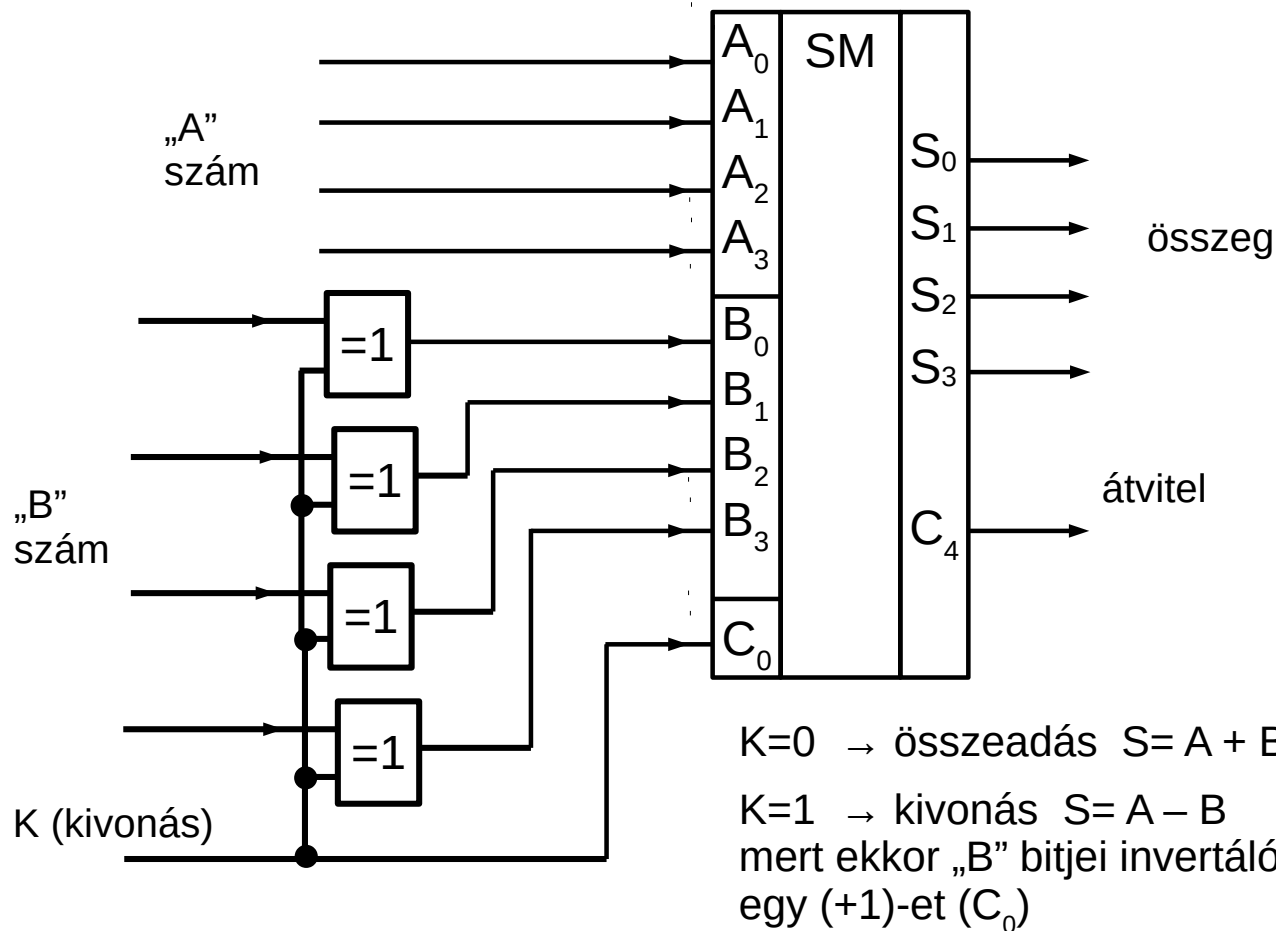 „A”
szám
A0
A1
A2
A3
SM
S0
S1
S2
S3
összeg
=1
=1
=1
=1
B0
B1
B2
B3
„B”
szám
C0
C4
átvitel
K (kivonás)
K=0 → összeadás S= A + B
K=1 → kivonás S= A – B
mert ekkor „B” bitjei
egy (+1)-et (C0)